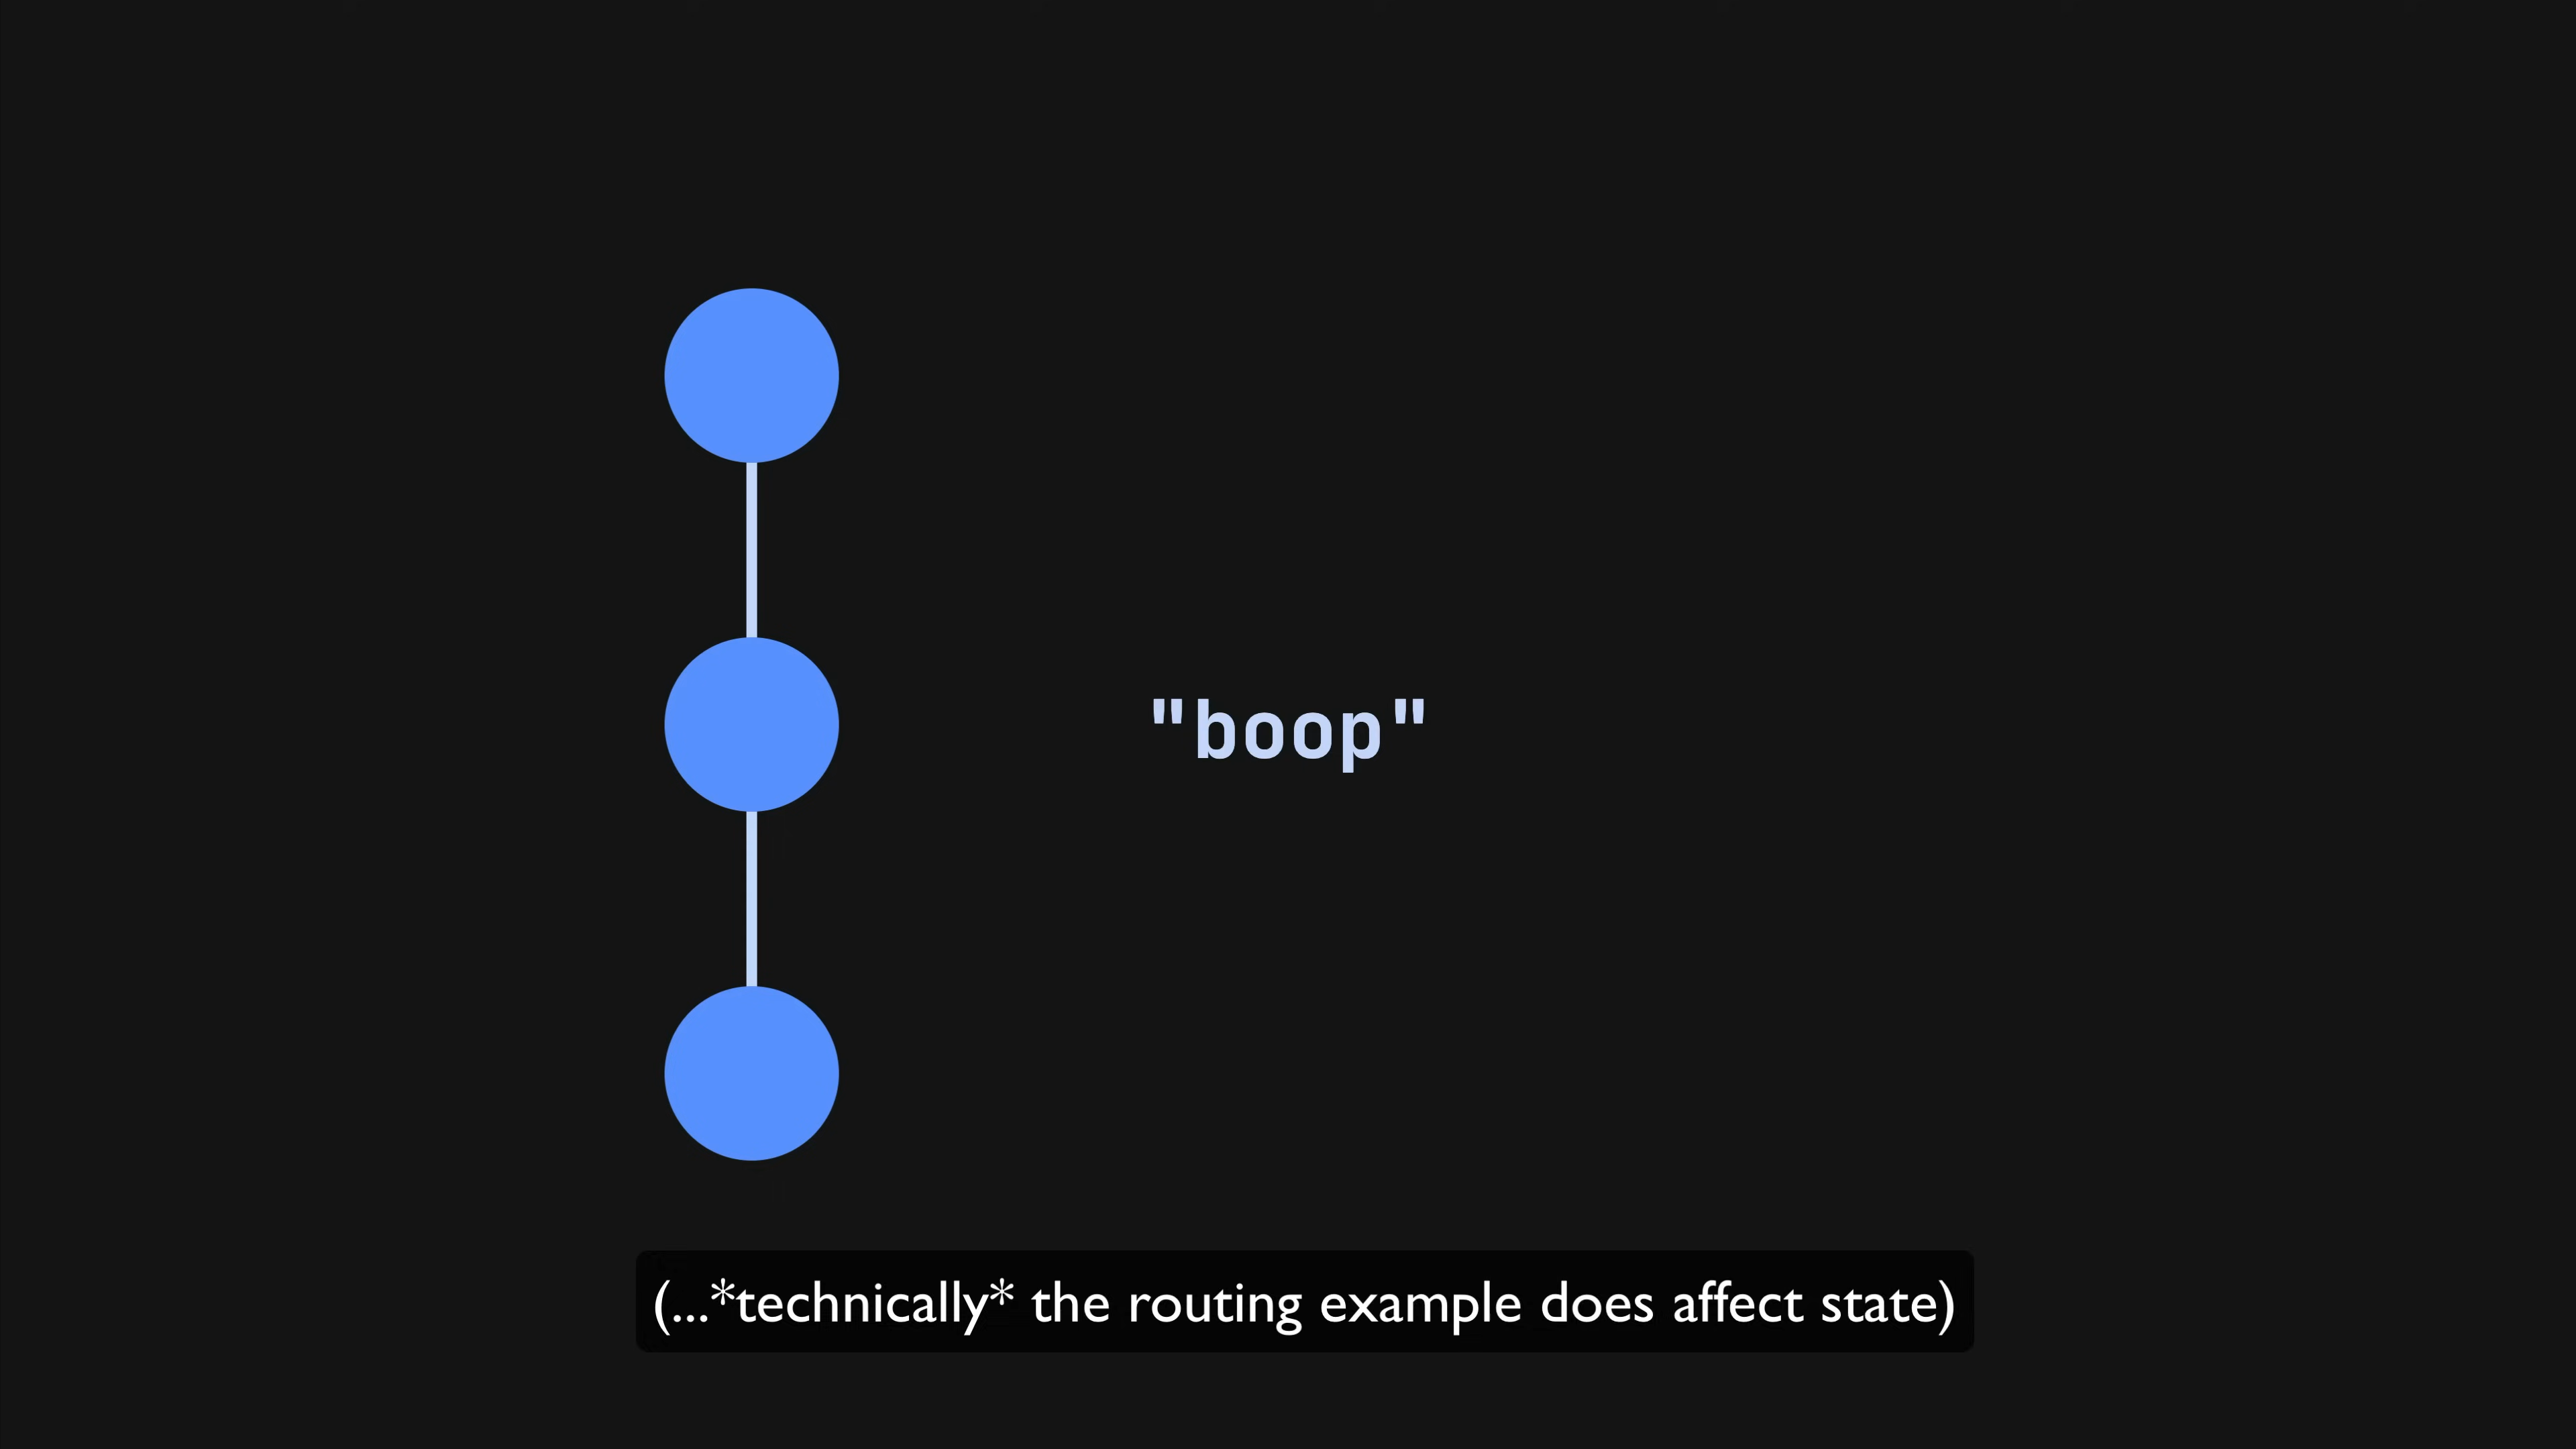 "boop"
(...*technically* the routing example does affect state)